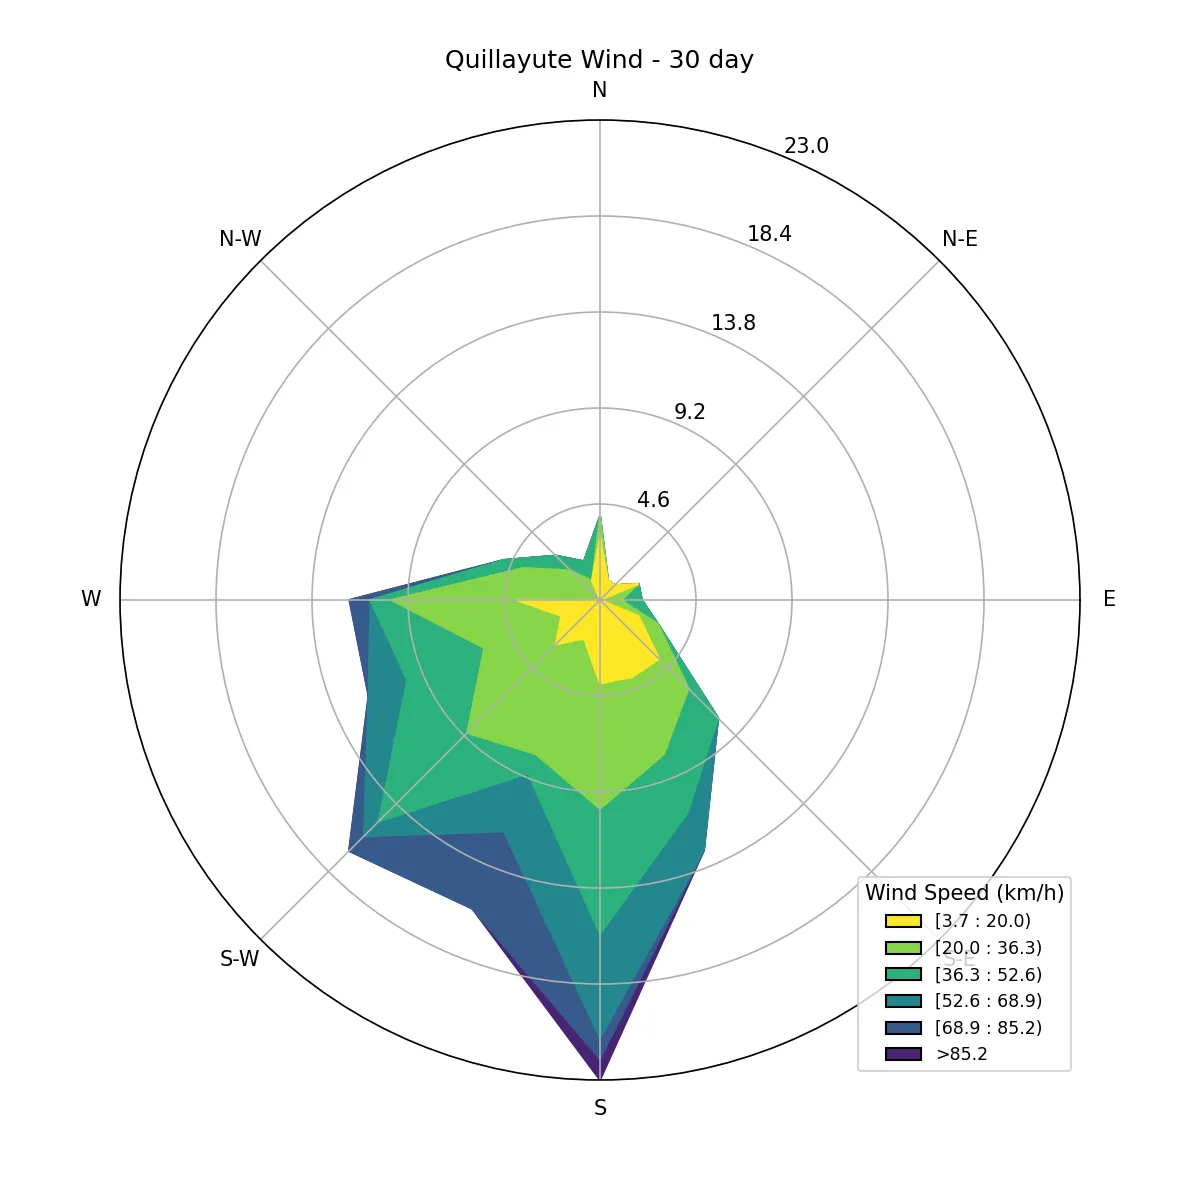 Quillayute Wind - 30 day
N
23.0
N-W
18.4
N-E
13.8
9.2
4.6
W
E
S-W
S-E
S
Wind Speed (km/h)
[3.7 : 20.0)
[20.0 : 36.3)
[36.3 : 52.6)
[52.6 : 68.9)
[68.9 : 85.2)
>85.2